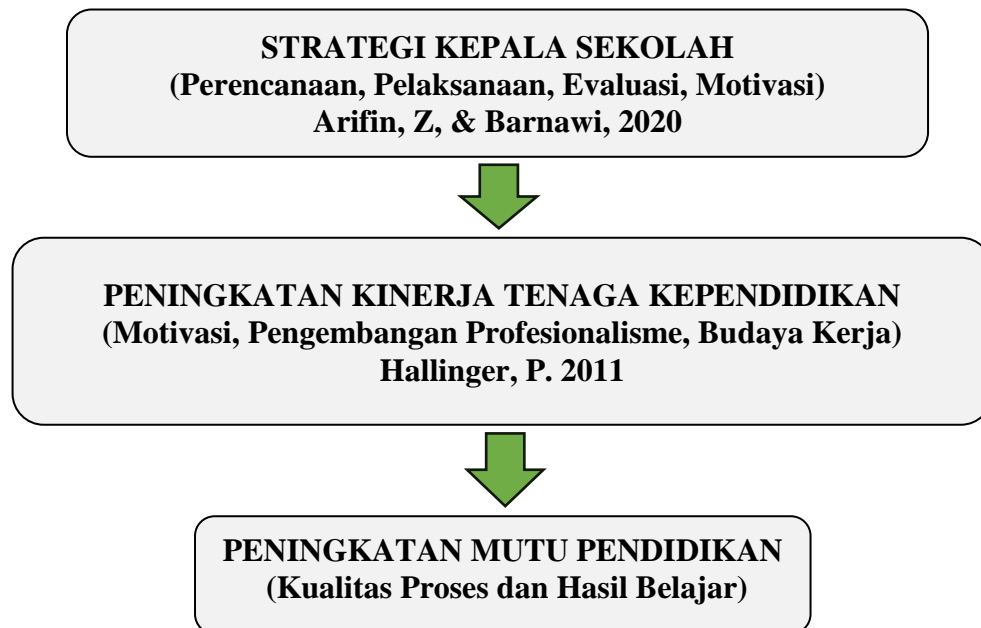 STRATEGI KEPALA SEKOLAH
(Perencanaan, Pelaksanaan, Evaluasi, Motivasi)
Arifin, Z, & Barnawi, 2020
PENINGKATAN KINERJA TENAGA KEPENDIDIKAN
(Motivasi, Pengembangan Profesionalisme, Budaya Kerja)
Hallinger, P. 2011
PENINGKATAN MUTU PENDIDIKAN
(Kualitas Proses dan Hasil Belajar)